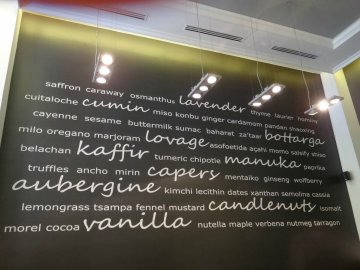 saffron caraway osmanthus lavender thyme laurier hominy
cuitaloche cumin miso konbu ginger cardamom pandan shaoxing
cayenne sesame buttermilk sumac baharat za'taar bottarga
milo oregano marjoram lovage asofoetida agahi momo salsify shiso
belachan kaffir tumeric chipotle manuka paprika
truffles ancho mirin capers mentaiko ginseng wolfberry
aubergine kimchi lecithin dates xanthan semolina cassia
lemongrass tsampa fennel mustard candlenuts isomalt
morel cocoa vanilla nutella maple verbena nutmeg tarragon